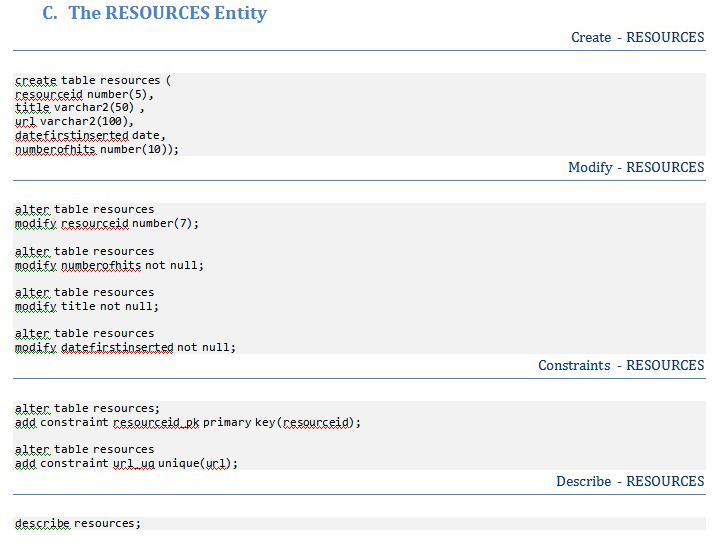 C. The RESOURCES Entity
Create - RESOURCES
create table resources (
resourceid number(5),
title varchar2(50) ,
url varchar2(100),
datefirstinserted date,
numberofhits number(10));
Modify - RESOURCES
alter table resources
modify resourceid number(7);
alter table resources
modify numberofhits not null;
alter table resources
modify title not null;
alter table resources
modify datefirstinserted not null;
Constraints - RESOURCES
alter table resources;
add constraint resourceid_pk primary key(resourceid);
alter table resources
add constraint url_uq unique(url);
Describe - RESOURCES
describe resources;